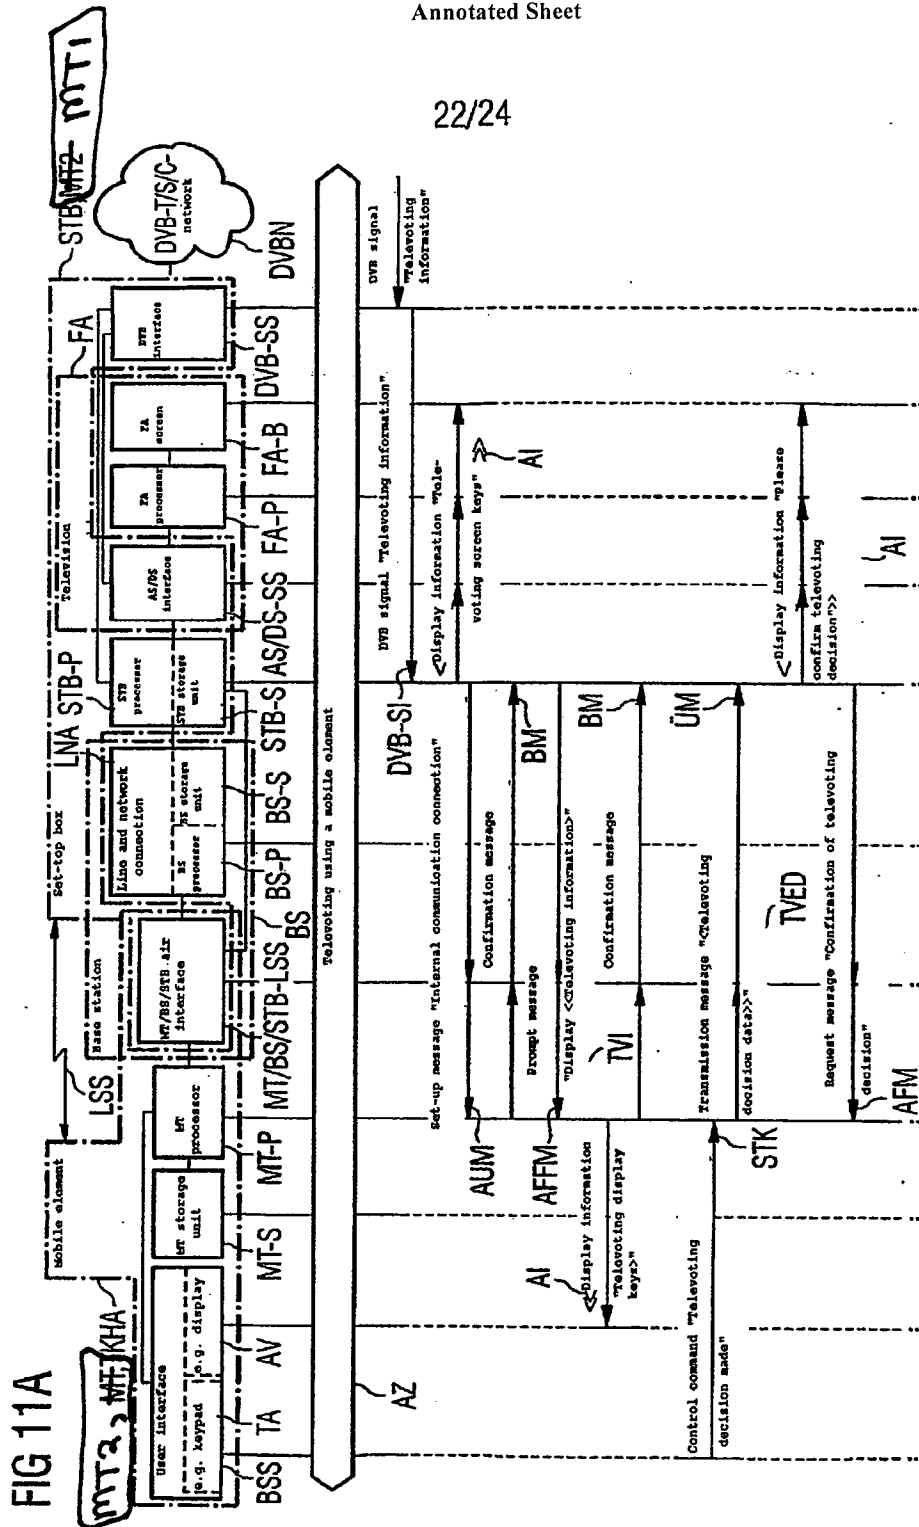 Annotated Sheet
22/24
FIG 11A
MT2,
MT, TKHA
STB, MT2
MT1
Mobile element
LSS
Base station
Set-top box
LNA
STB-P
Television
FA
User interface
e.g. keypad
e.g. display
MT storage unit
MT processor
MT/BS/STB air interface
Line and network connection
BS processor
BS storage unit
STB processor
STB storage unit
AS/DS interface
FA processor
FA screen
DVB interface
DVB-T/S/C-network
BSS
TA
AV
MT-S
MT-P
MT/BS/STB-LSS
BS
BS-P
BS-S
STB-S
AS/DS-SS
FA-P
FA-B
DVB-SS
DVBN
Televoting using a mobile element
AZ
DVB signal
"Televoting information"
DVB signal "Televoting information"
DVB-SI
<Display information "Tele-
voting screen keys" >>
AI
Set-up message "Internal communication connection"
AUM
Confirmation message
BM
Prompt message
"Display <<Televoting information>"
AFFM
TVI
<<Display information
"Televoting display
keys>"
AI
Confirmation message
BM
Control command "Televoting
decision made"
STK
Transmission message "<Televoting
decision data>>"
ÜM
TVED
<Display information "Please
confirm televoting
decision">>
AI
Request message "Confirmation of televoting
decision"
AFM